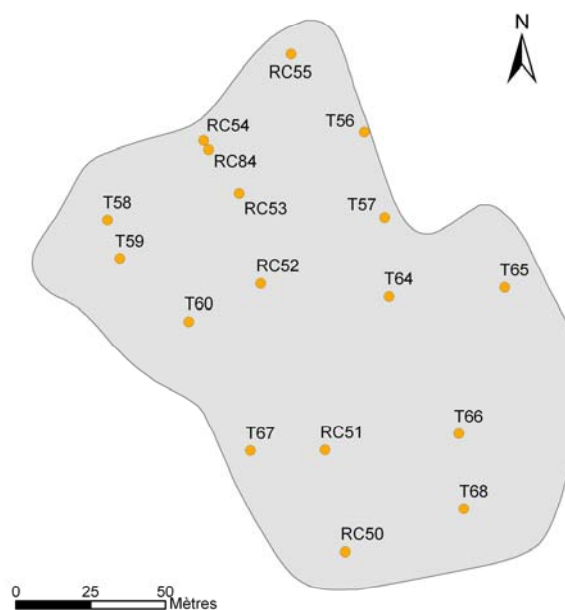 N
RC55
RC54
T56
RC84
RC53
T58
T57
T59
RC52
T64
T65
T60
T66
T67
RC51
T68
RC50
0 25 50
Mètres